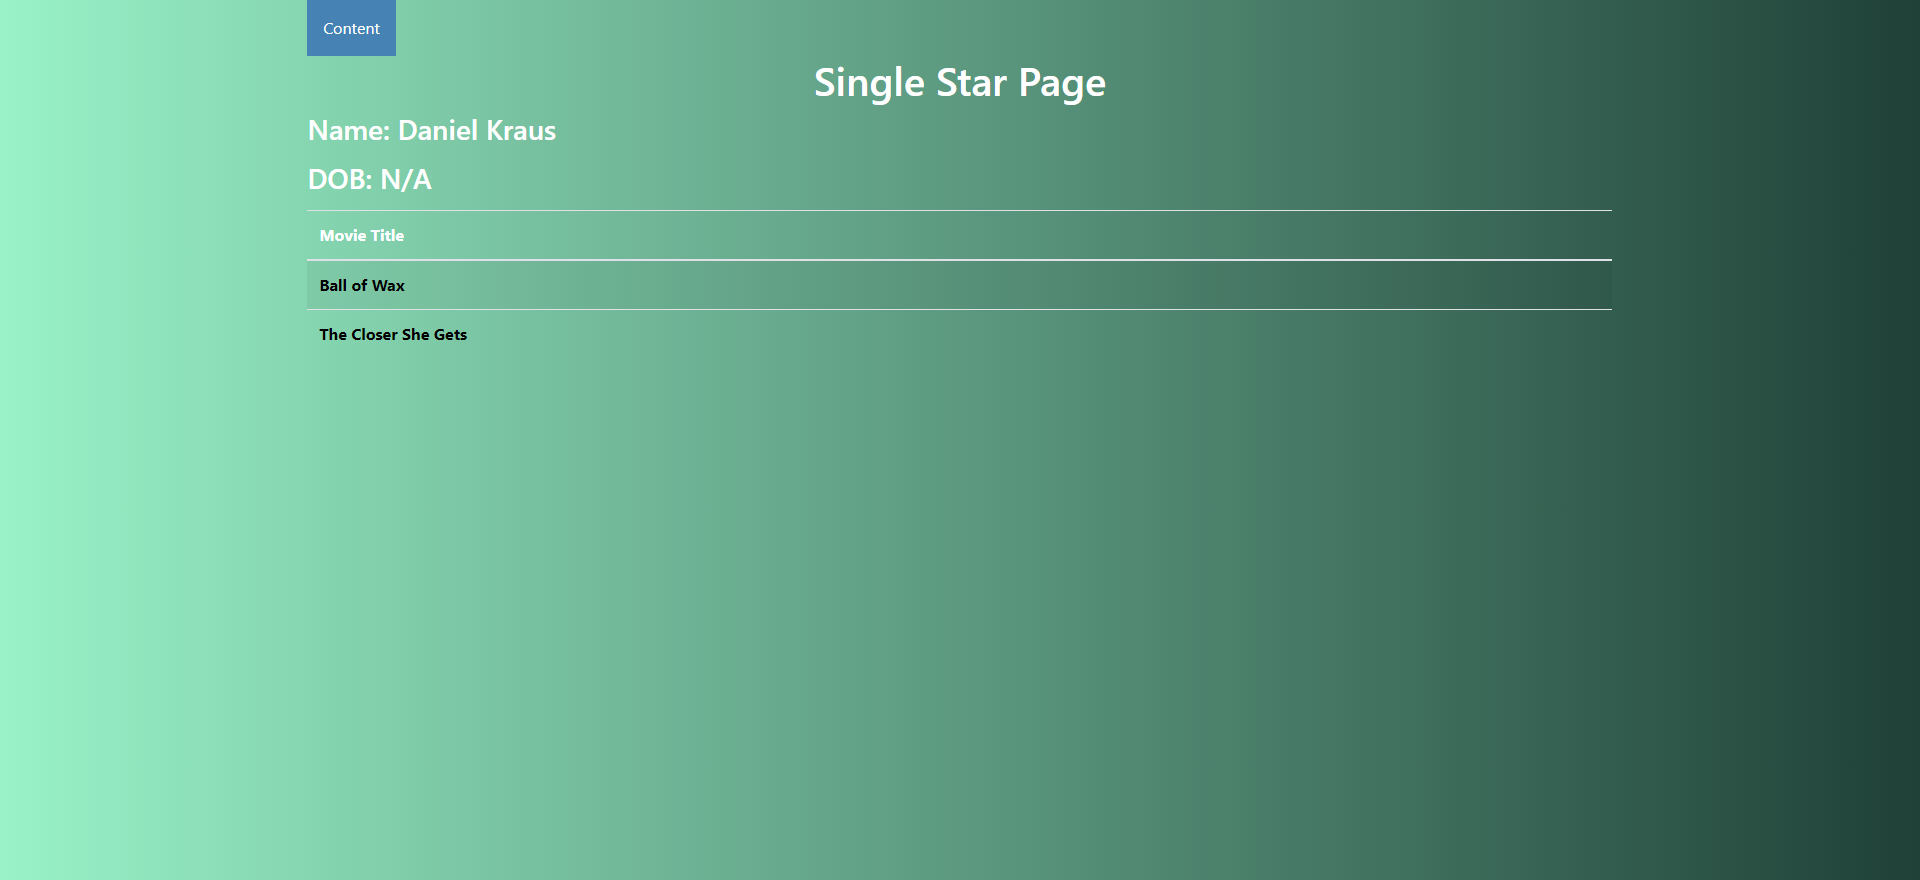 Content
Single Star Page
Name: Daniel Kraus
DOB: N/A
Movie Title
Ball of Wax
The Closer She Gets